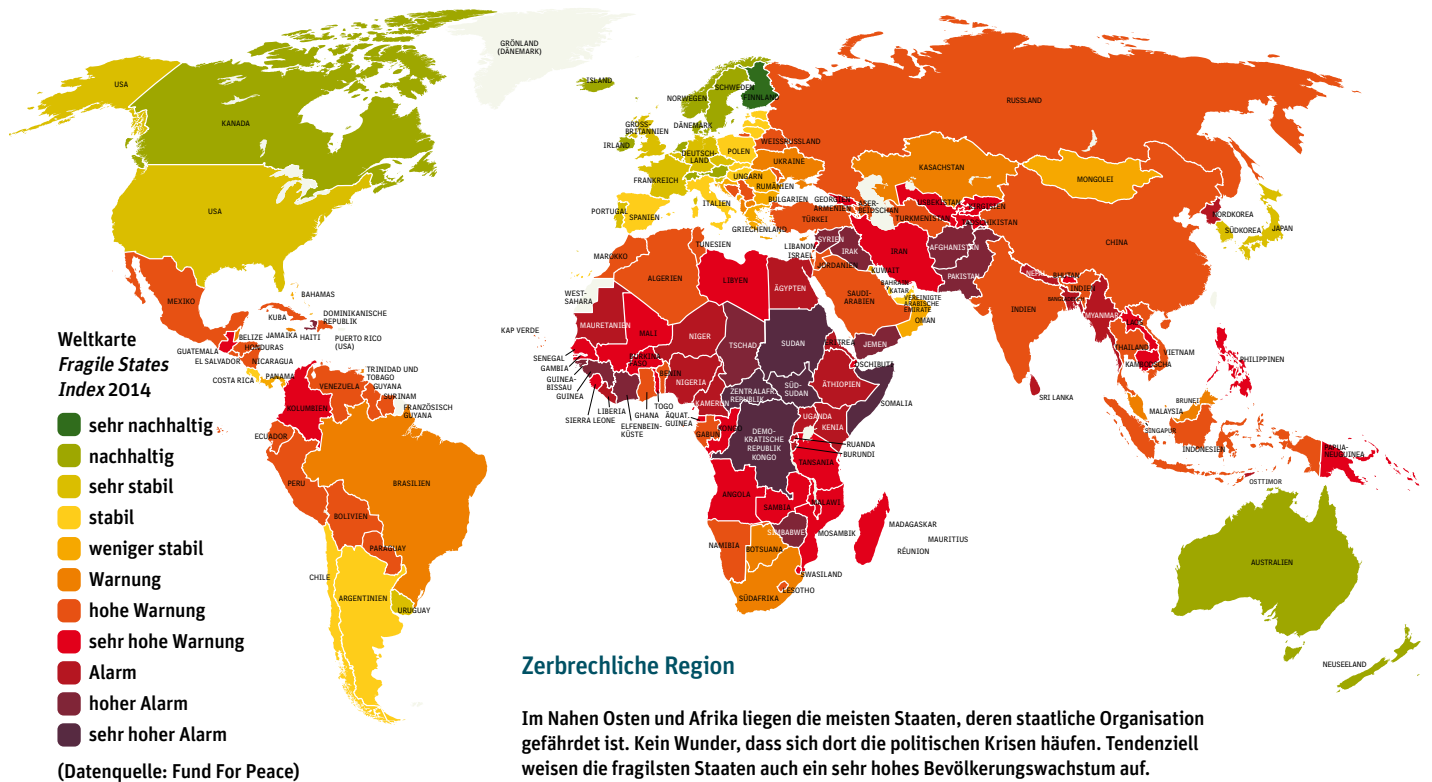 GRÖNLAND
(DÄNEMARK)
USA
KANADA
USA
ISLAND
SCHWEDEN
FINNLAND
NORWEGEN
GROSS-
BRITANNIEN
DÄNEMARK
IRLAND
DEUTSCH-
LAND
POLEN
WEISSRUSSLAND
UKRAINE
FRANKREICH
UNGARN
RUMÄNIEN
BULGARIEN
ITALIEN
PORTUGAL
SPANIEN
GRIECHENLAND
TÜRKEI
GEORGIEN
ARMENIEN
ASER-
BEIDSCHAN
RUSSLAND
KASACHSTAN
MONGOLEI
USBEKISTAN
KIRGISIEN
TURKMENISTAN
TADSCHIKISTAN
NORDKOREA
SÜDKOREA
JAPAN
CHINA
TUNESIEN
MAROKKO
ALGERIEN
LIBYEN
ÄGYPTEN
LIBANON
ISRAEL
SYRIEN
IRAK
JORDANIEN
IRAN
AFGHANISTAN
PAKISTAN
KUWAIT
BAHRAIN
KATAR
VEREINIGTE
ARABISCHE
EMIRATE
OMAN
SAUDI-
ARABIEN
JEMEN
NEPAL
BHUTAN
INDIEN
INDIEN
BANGLADESCH
MYANMAR
LAOS
THAILAND
VIETNAM
KAMBODSCHA
PHILIPPINEN
SRI LANKA
BRUNEI
MALAYSIA
SINGAPUR
INDONESIEN
PAPUA-
NEUGUINEA
OSTTIMOR
AUSTRALIEN
NEUSEELAND
MEXIKO
BAHAMAS
KUBA
DOMINIKANISCHE
REPUBLIK
JAMAIKA
HAITI
PUERTO RICO
(USA)
BELIZE
HONDURAS
GUATEMALA
EL SALVADOR
NICARAGUA
COSTA RICA
PANAMA
TRINIDAD UND
TOBAGO
GUYANA
SURINAM
FRANZÖSISCH
GUYANA
VENEZUELA
KOLUMBIEN
ECUADOR
PERU
BRASILIEN
BOLIVIEN
PARAGUAY
CHILE
ARGENTINIEN
URUGUAY
WEST-
SAHARA
KAP VERDE
MAURETANIEN
MALI
NIGER
TSCHAD
SUDAN
ERITREA
DSCHIBUTI
SENEGAL
GAMBIA
GUINEA-
BISSAU
GUINEA
SIERRA LEONE
LIBERIA
ELFENBEIN-
KÜSTE
BURKINA
FASO
GHANA
TOGO
BENIN
NIGERIA
KAMERUN
ÄQUAT.
GUINEA
ZENTRALAFR.
REPUBLIK
SÜD-
SUDAN
ÄTHIOPIEN
SOMALIA
GABUN
KONGO
DEMO-
KRATISCHE
REPUBLIK
KONGO
UGANDA
KENIA
RUANDA
BURUNDI
TANSANIA
ANGOLA
SAMBIA
MALAWI
MOSAMBIK
SIMBABWE
MADAGASKAR
MAURITIUS
RÉUNION
NAMIBIA
BOTSUANA
SWASILAND
LESOTHO
SÜDAFRIKA
Weltkarte
Fragile States
Index 2014
sehr nachhaltig
nachhaltig
sehr stabil
stabil
weniger stabil
Warnung
hohe Warnung
sehr hohe Warnung
Alarm
hoher Alarm
sehr hoher Alarm
(Datenquelle: Fund For Peace)
Zerbrechliche Region
Im Nahen Osten und Afrika liegen die meisten Staaten, deren staatliche Organisation
gefährdet ist. Kein Wunder, dass sich dort die politischen Krisen häufen. Tendenziell
weisen die fragilsten Staaten auch ein sehr hohes Bevölkerungswachstum auf.